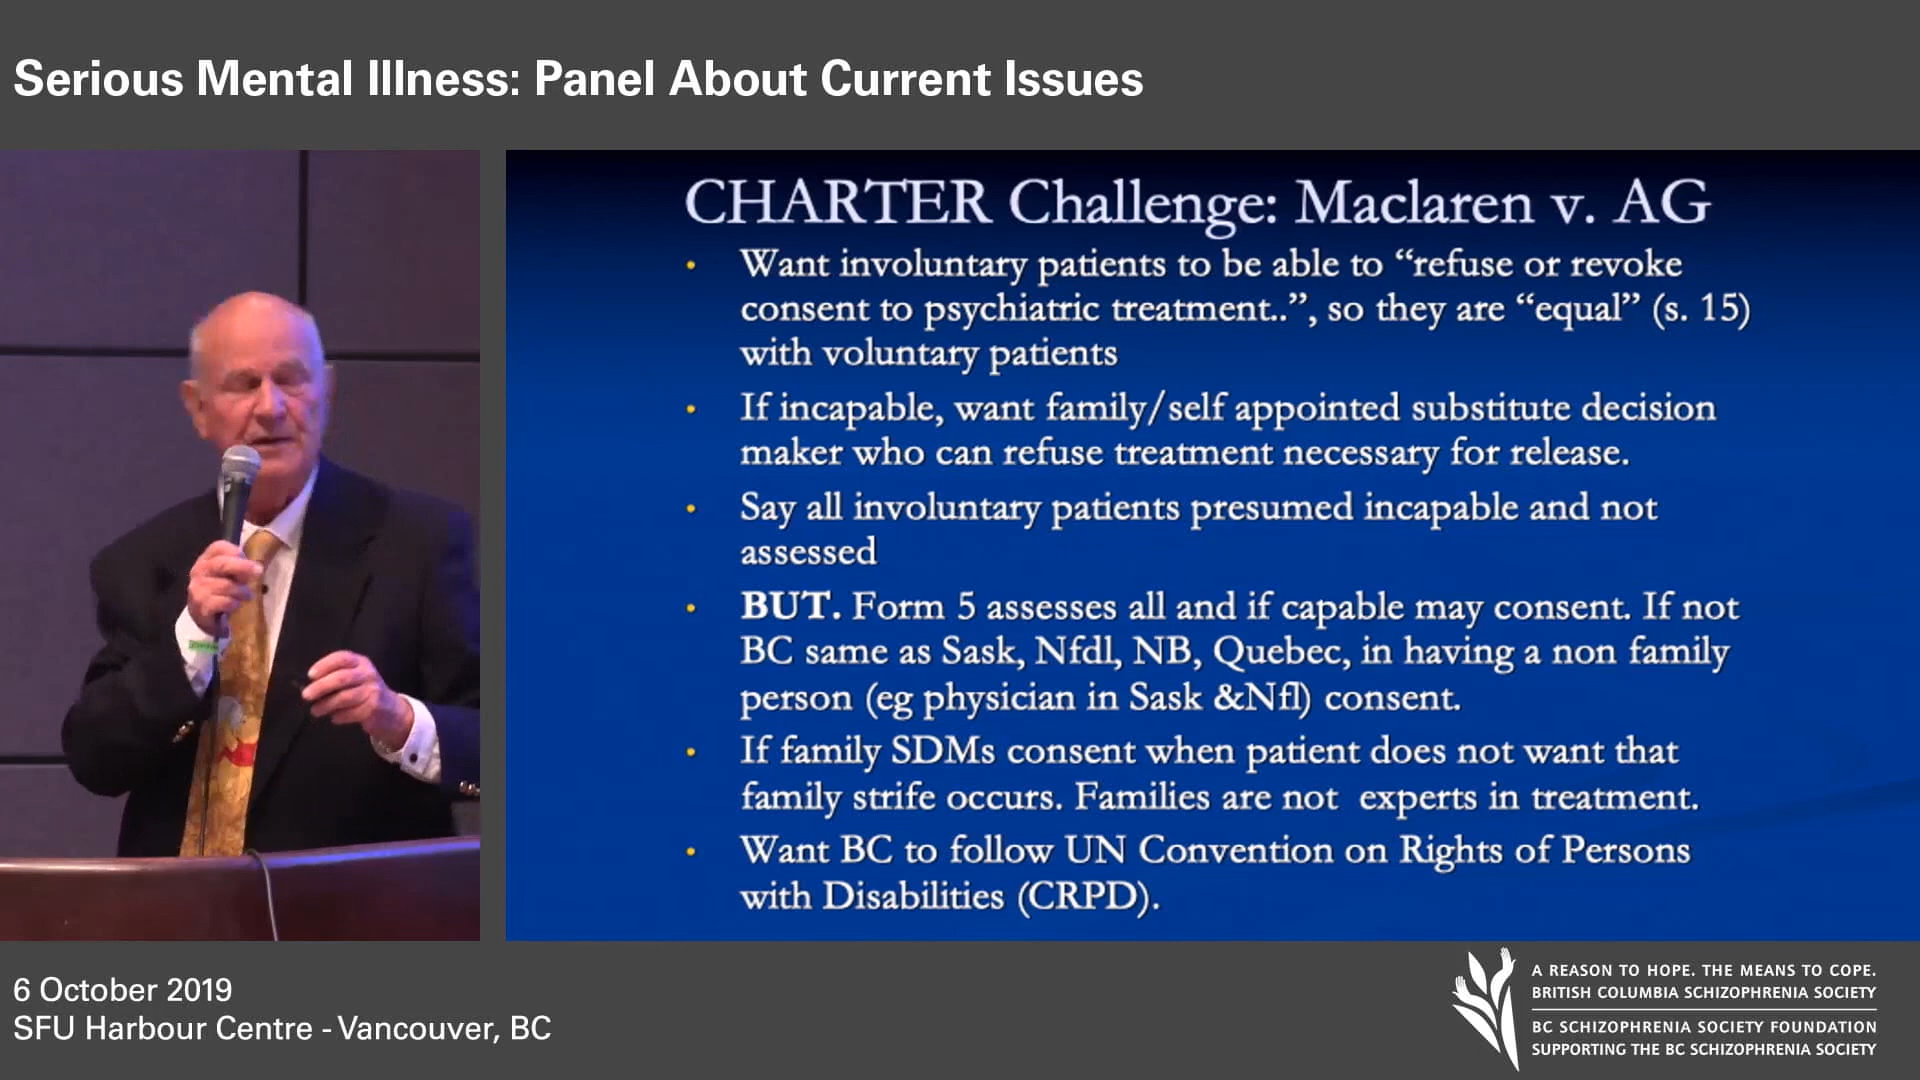 Serious Mental Illness: Panel About Current Issues
CHARTER Challenge: Maclaren v. AG
• Want involuntary patients to be able to “refuse or revoke
consent to psychiatric treatment..”, so they are “equal” (s. 15)
with voluntary patients
• If incapable, want family/self appointed substitute decision
maker who can refuse treatment necessary for release.
• Say all involuntary patients presumed incapable and not
assessed
• BUT. Form 5 assesses all and if capable may consent. If not
BC same as Sask, Nfdl, NB, Quebec, in having a non family
person (eg physician in Sask &Nfl) consent.
• If family SDMs consent when patient does not want that
family strife occurs. Families are not experts in treatment.
• Want BC to follow UN Convention on Rights of Persons
with Disabilities (CRPD).
6 October 2019
SFU Harbour Centre - Vancouver, BC
A REASON TO HOPE. THE MEANS TO COPE.
BRITISH COLUMBIA SCHIZOPHRENIA SOCIETY
BC SCHIZOPHRENIA SOCIETY FOUNDATION
SUPPORTING THE BC SCHIZOPHRENIA SOCIETY